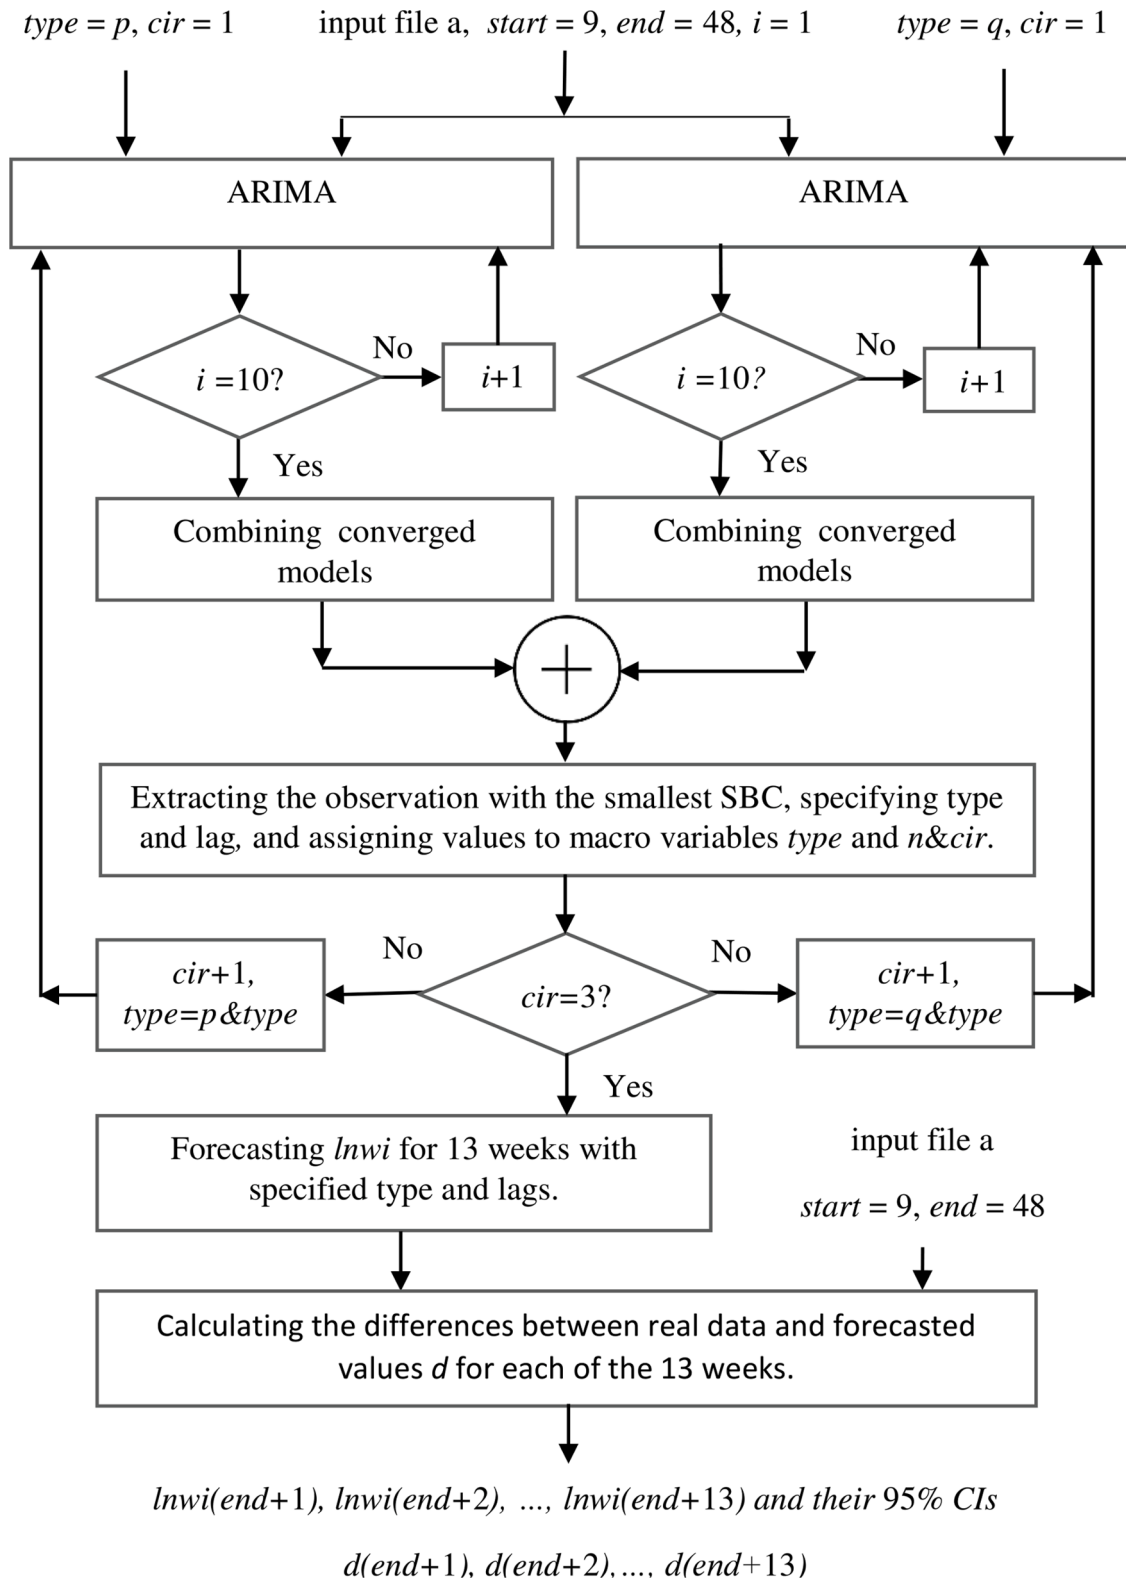 type = p, cir = 1
input file a, start = 9, end = 48, i = 1
type = q, cir = 1
ARIMA
ARIMA
i =10?
No
i+1
i =10?
No
i+1
Yes
Yes
Combining converged
models
Combining converged
models
+
Extracting the observation with the smallest SBC, specifying type
and lag, and assigning values to macro variables type and n&cir.
No
No
cir+1,
type=p&type
cir=3?
cir+1,
type=q&type
Yes
Forecasting lnwi for 13 weeks with
specified type and lags.
input file a
start = 9, end = 48
Calculating the differences between real data and forecasted
values d for each of the 13 weeks.
lnwi(end+1), lnwi(end+2), ..., lnwi(end+13) and their 95% CIs
d(end+1), d(end+2),..., d(end+13)